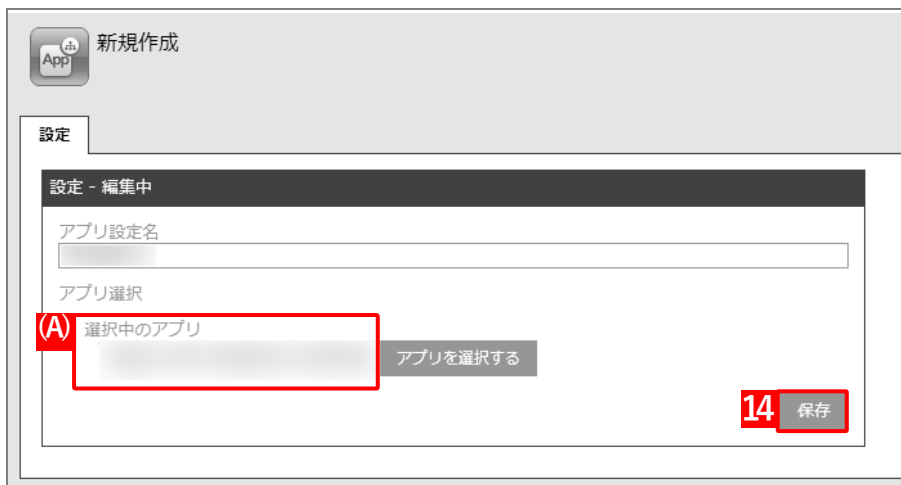 App
新規作成
設定
設定 - 編集中
アプリ設定名
アプリ選択
(A)
選択中のアプリ
アプリを選択する
14
保存